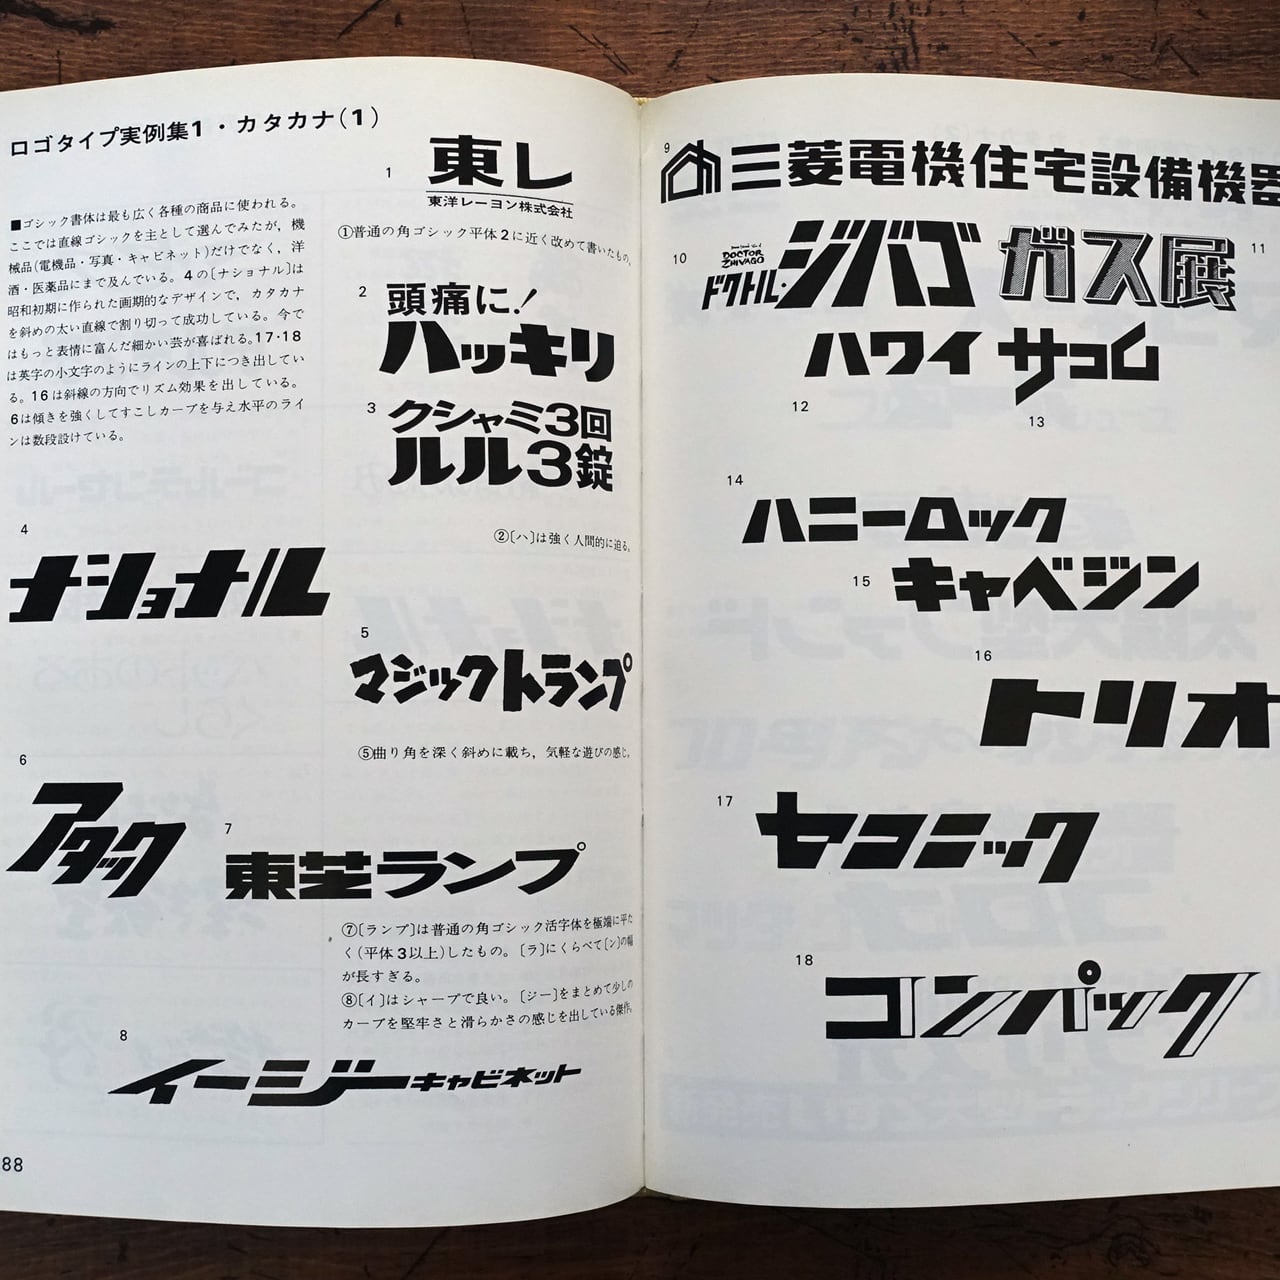 ロゴタイプ実例集1・カタカナ(1)
■ゴシック書体は最も広く各種の商品に使われる。
ここでは直線ゴシックを主として選んでみたが，機
械品(電機品・写真・キャビネット)だけでなく，洋
酒・医薬品にまで及んでいる。4の〔ナショナル〕は
昭和初期に作られた画期的なデザインで，カタカナ
を斜めの太い直線で割り切って成功している。今で
はもっと表情に富んだ細かい芸が喜ばれる。17・18
は英字の小文字のようにラインの上下につき出してい
る。16は斜線の方向でリズム効果を出している。
6は傾きを強くしてすこしカーブを与え水平のライ
ンは数段設けている。
1
東レ
東洋レーヨン株式会社
①普通の角ゴシック平体2に近く改めて書いたもの。
2
頭痛に!
ハッキリ
3
クシャミ3回
ルル3錠
②〔ハ〕は強く人間的に迫る。
4
ナショナル
5
マジックトランプ
⑤曲り角を深く斜めに載ち，気軽な遊びの感じ。
6
アタック
7
東芝ランプ
⑦〔ランプ〕は普通の角ゴシック活字体を極端に平た
く(平体3以上)したもの。〔ラ〕にくらべて〔ン〕の幅
が長すぎる。
⑧〔イ〕はシャープで良い。〔ジー〕をまとめて少しの
カーブを堅牢さと滑らかさの感じを出している傑作。
8
イージーキャビネット
88
9
三菱電機住宅設備機器
10
DOCTOR
ZHIVAGO
ドクトル・ジバゴ
ガス展
11
ハワイ
サコム
12
13
14
ハニーロック
15
キャベジン
16
トリオ
17
セコニック
18
コンパック